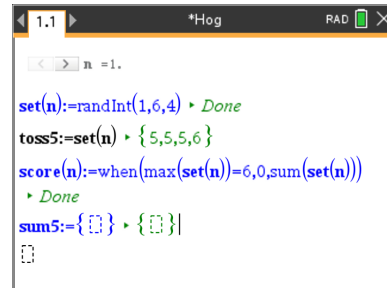 1.1 *Hog RAD
n =1.
set(n):=randInt(1,6,4) ▸ Done
toss5:=set(n) ▸ {5,5,5,6}
score(n):=when(max(set(n))=6,0,sum(set(n)))
▸ Done
sum5:={⬚} ▸ {⬚}